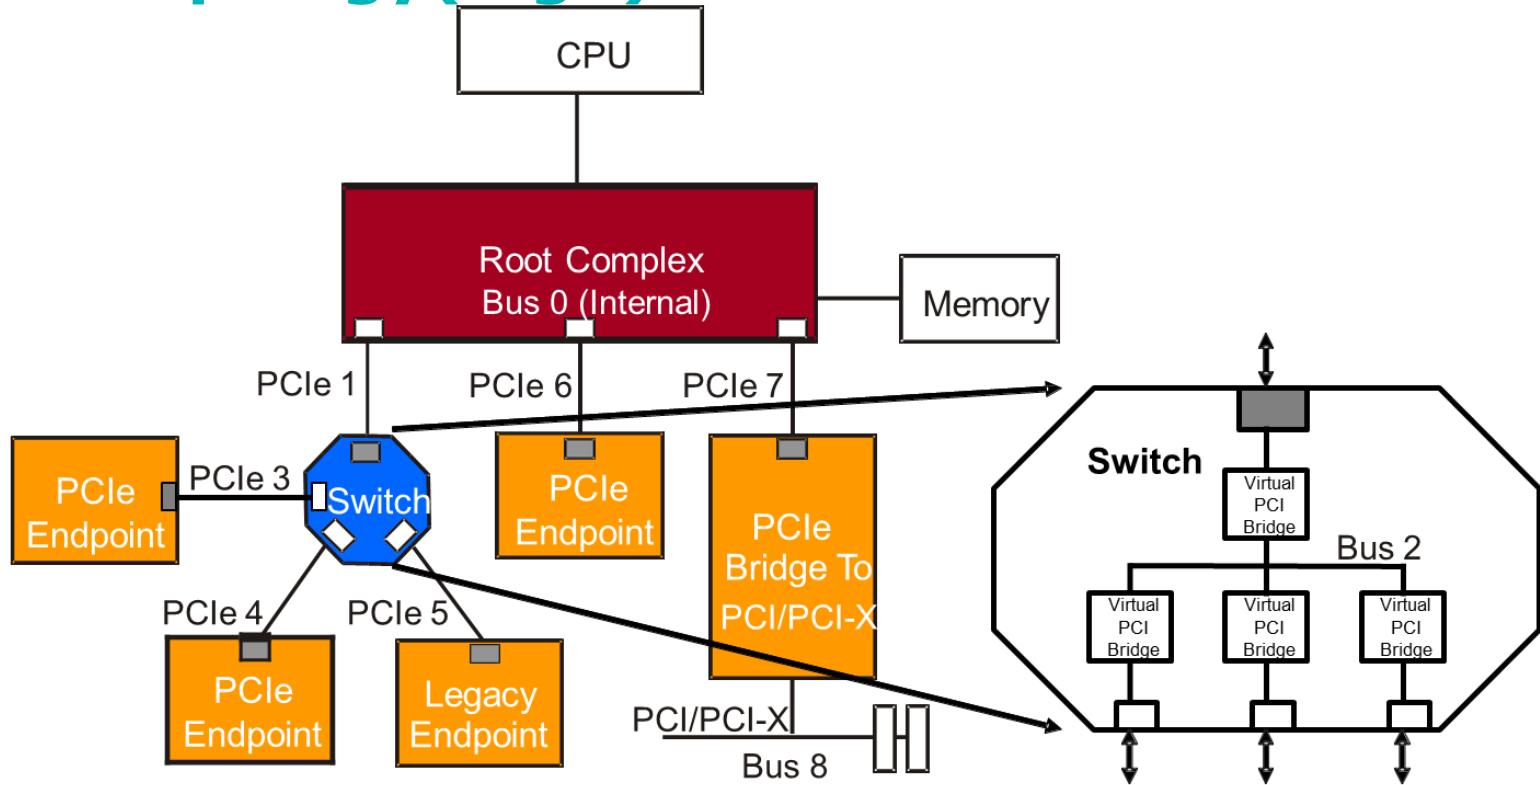 CPU
Root Complex
Bus 0 (Internal)
Memory
PCIe 1
PCIe 6
PCIe 7
PCIe
Endpoint
PCIe 3
Switch
PCIe
Endpoint
PCIe
Bridge To
PCI/PCI-X
PCIe 4
PCIe 5
PCIe
Endpoint
Legacy
Endpoint
PCI/PCI-X
Bus 8
Switch
Virtual
PCI
Bridge
Bus 2
Virtual
PCI
Bridge
Virtual
PCI
Bridge
Virtual
PCI
Bridge